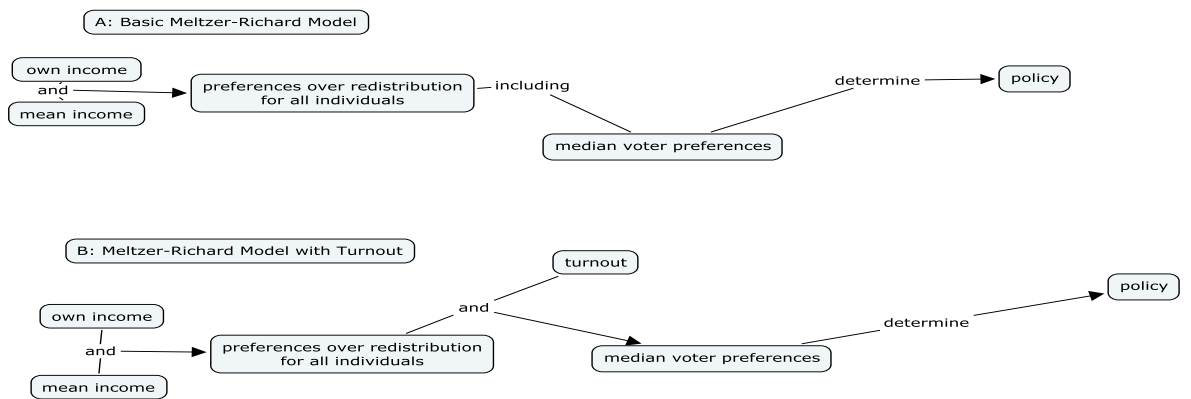 A: Basic Meltzer-Richard Model
own income
and
mean income
preferences over redistribution
for all individuals
including
median voter preferences
determine
policy
B: Meltzer-Richard Model with Turnout
own income
and
mean income
preferences over redistribution
for all individuals
and
turnout
median voter preferences
determine
policy